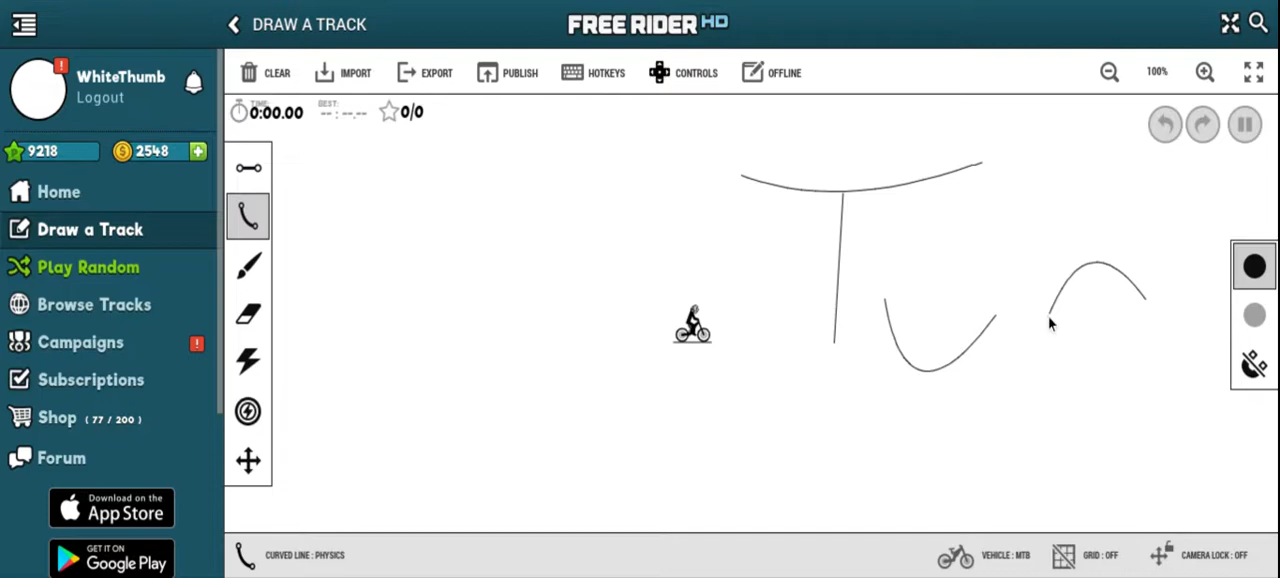 DRAW A TRACK
FREE RIDER HD
WhiteThumb
Logout
CLEAR
IMPORT
EXPORT
PUBLISH
HOTKEYS
CONTROLS
OFFLINE
100%
TIME:
0:00.00
BEST:
-- : --.--
0/0
9218
2548
Home
Draw a Track
Play Random
Browse Tracks
Campaigns
Subscriptions
Shop ( 77 / 200 )
Forum
Download on the
App Store
GET IT ON
Google Play
CURVED LINE : PHYSICS
VEHICLE : MTB
GRID : OFF
CAMERA LOCK : OFF